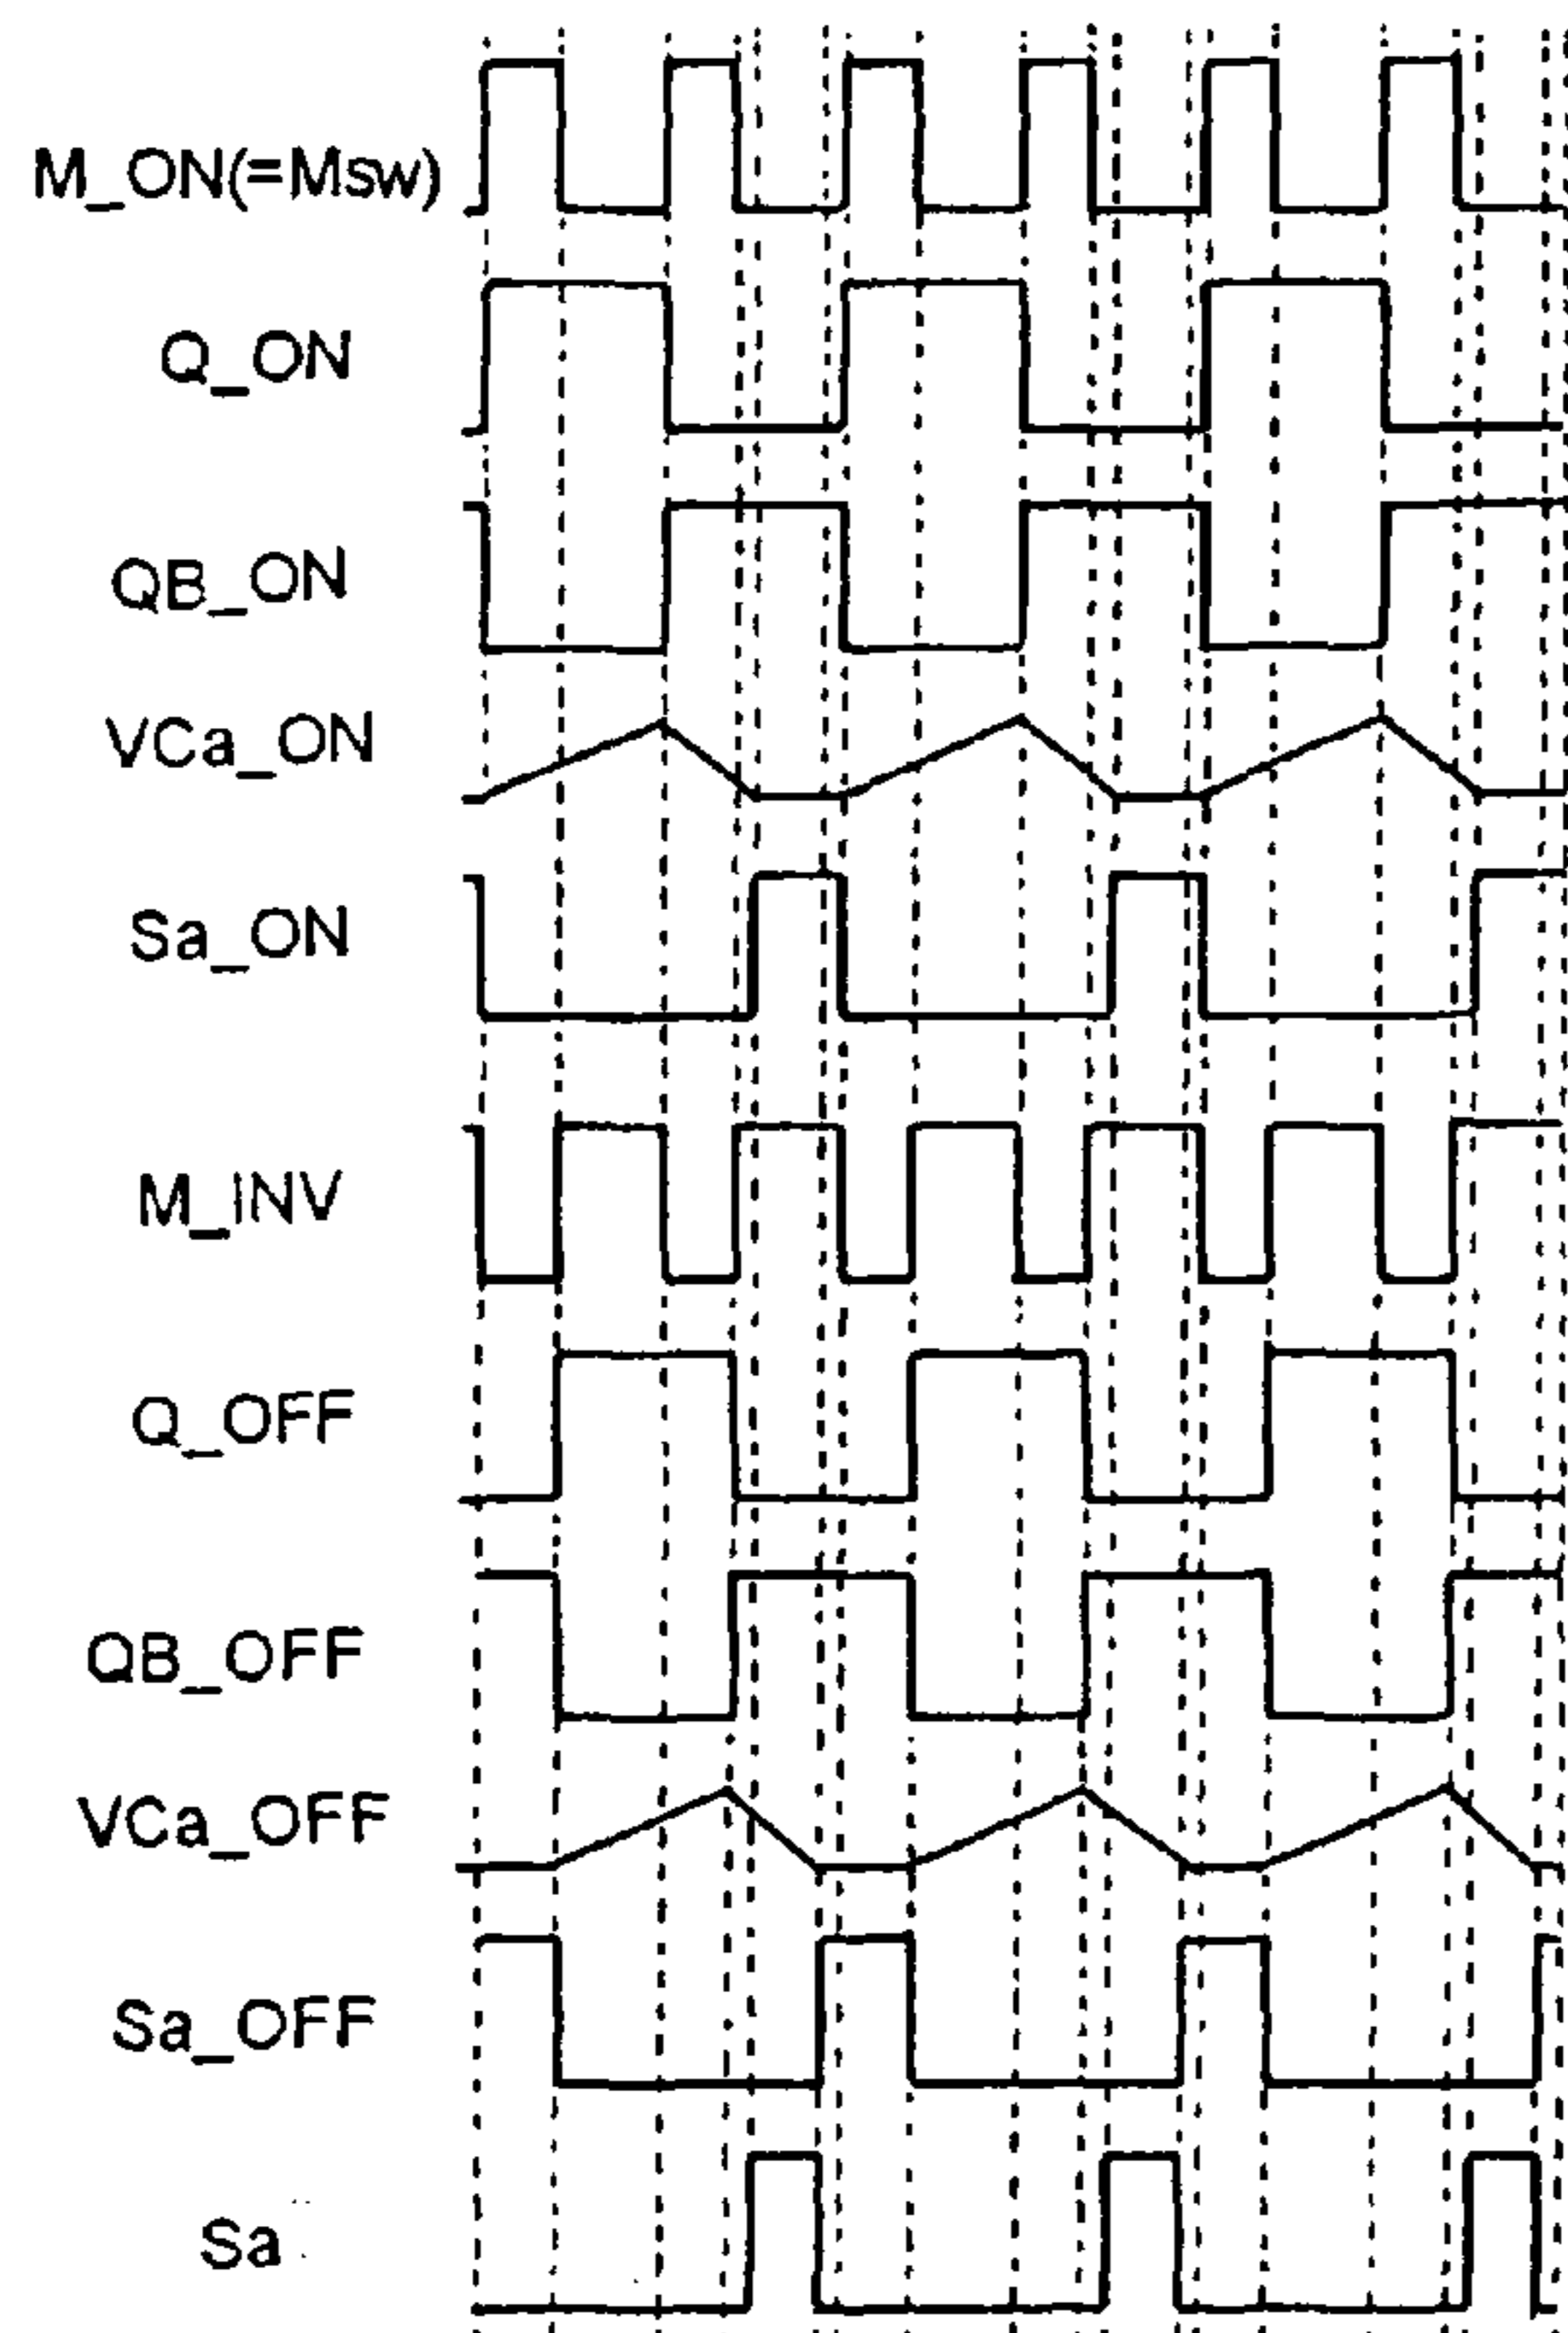 M_ON(=Msw)
Q_ON
QB_ON
VCa_ON
Sa_ON
M_INV
Q_OFF
QB_OFF
VCa_OFF
Sa_OFF
Sa